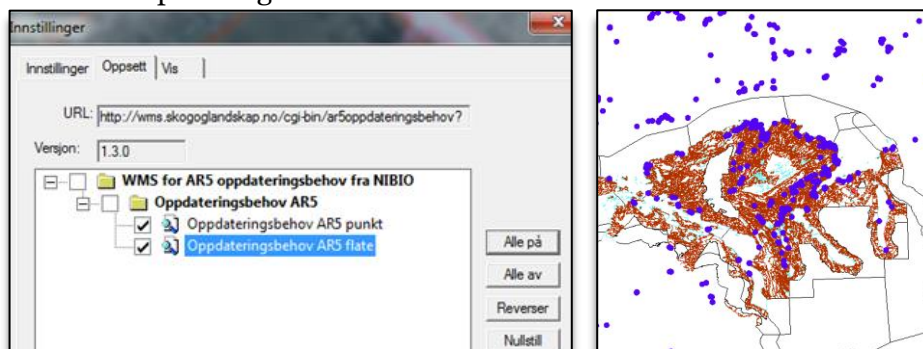 Innstillinger
Innstillinger Oppsett Vis
URL: http://wms.skogoglandskap.no/cgi-bin/ar5oppdateringsbehov?
Versjon: 1.3.0
WMS for AR5 oppdateringsbehov fra NIBIO
Oppdateringsbehov AR5
Oppdateringsbehov AR5 punkt
Oppdateringsbehov AR5 flate
Alle på
Alle av
Reverser
Nullstill